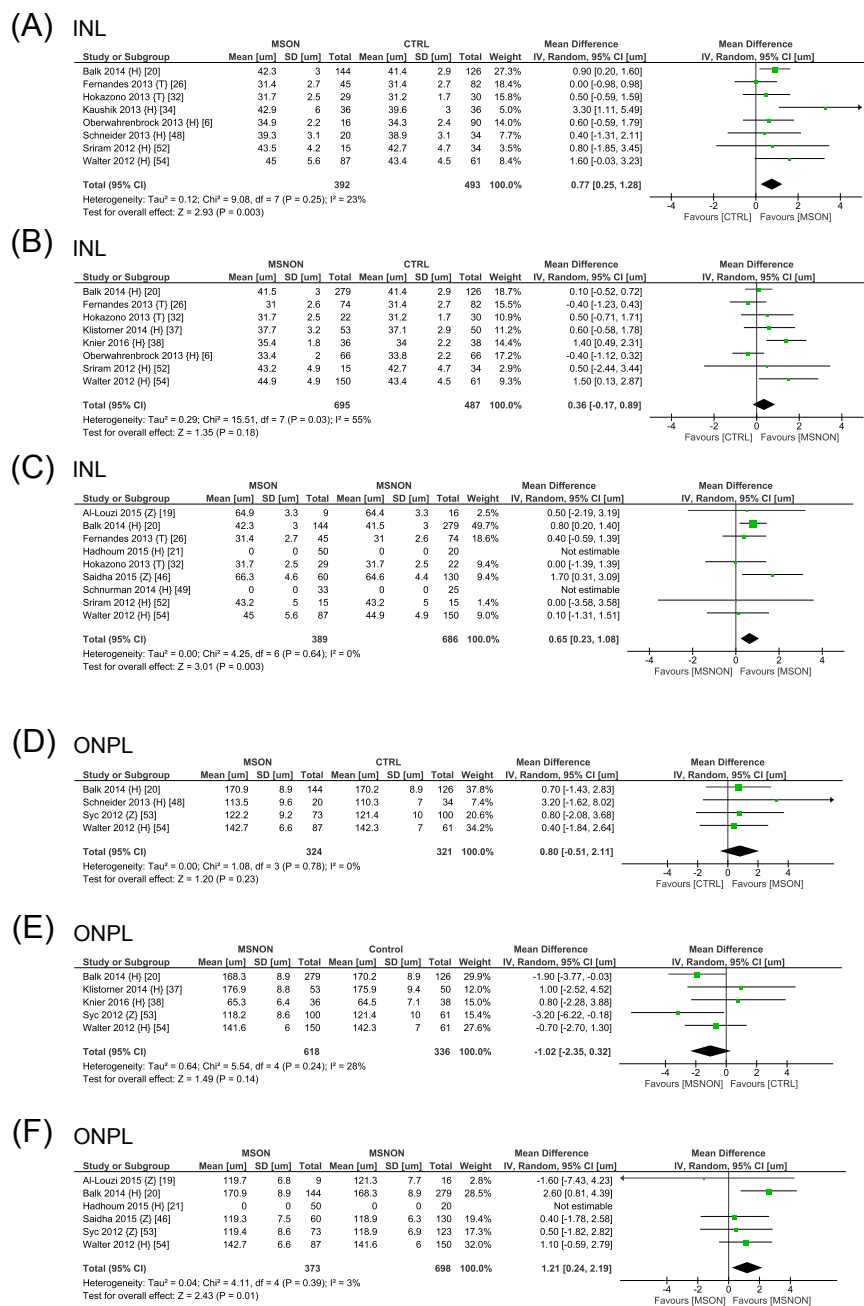 (A) INL
MSON CTRL Mean Difference Mean Difference
Study or Subgroup Mean [um] SD [um] Total Mean [um] SD [um] Total Weight IV, Random, 95% CI [um] IV, Random, 95% CI [um]
Balk 2014 {H} [20] 42.3 3 144 41.4 2.9 126 27.3% 0.90 [0.20, 1.60]
Fernandes 2013 {T} [26] 31.4 2.7 45 31.4 2.7 82 18.4% 0.00 [-0.98, 0.98]
Hokazono 2013 {T} [32] 31.7 2.5 29 31.2 1.7 30 15.4% 0.50 [-0.59, 1.59]
Kaushik 2013 {H} [34] 42.9 6 36 39.6 3 36 5.0% 3.30 [1.11, 5.49]
Oberwahrenbrock 2013 {H} [6] 34.9 2.2 16 34.3 2.4 90 13.7% 0.60 [-0.59, 1.79]
Schneider 2013 {H} [48] 39.3 3.1 20 38.9 3.1 34 7.7% 0.40 [-1.31, 2.11]
Sriram 2012 {H} [52] 43.5 4.2 15 42.7 4.7 34 3.5% 0.80 [-1.85, 3.45]
Walter 2012 {H} [54] 45 5.6 87 43.4 4.5 61 8.4% 1.60 [-0.03, 3.23]
Total (95% CI) 392 493 100.0% 0.77 [0.25, 1.28]
Heterogeneity: Tau² = 0.12; Chi² = 9.08, df = 7 (P = 0.25); I² = 23%
Test for overall effect: Z = 2.93 (P = 0.003)
-4 -2 0 2 4
Favours [CTRL] Favours [MSON]
(B) INL
MSNON CTRL Mean Difference Mean Difference
Study or Subgroup Mean [um] SD [um] Total Mean [um] SD [um] Total Weight IV, Random, 95% CI [um] IV, Random, 95% CI [um]
Balk 2014 {H} [20] 41.5 3 279 41.4 2.9 126 18.7% 0.10 [-0.52, 0.72]
Fernandes 2013 {T} [26] 31 2.6 74 31.4 2.7 82 15.5% -0.40 [-1.23, 0.43]
Hokazono 2013 {T} [32] 31.7 2.5 22 31.2 1.7 30 10.5% 0.50 [-0.71, 1.71]
Klistorner 2014 {H} [37] 37.7 3.2 53 37.1 2.9 50 11.0% 0.60 [-0.58, 1.78]
Knier 2016 {H} [38] 35.4 1.8 36 34 2.2 38 14.4% 1.40 [0.49, 2.31]
Oberwahrenbrock 2013 {H} [6] 33.4 2 66 33.8 2.2 66 17.2% -0.40 [-1.12, 0.32]
Sriram 2012 {H} [52] 43.2 4.9 15 42.7 4.7 34 2.9% 0.50 [-2.44, 3.44]
Walter 2012 {H} [54] 44.9 4.9 150 43.4 4.5 61 9.3% 1.50 [0.13, 2.87]
Total (95% CI) 695 487 100.0% 0.36 [-0.17, 0.89]
Heterogeneity: Tau² = 0.29; Chi² = 15.51, df = 7 (P = 0.03); I² = 55%
Test for overall effect: Z = 1.35 (P = 0.18)
-4 -2 0 2 4
Favours [CTRL] Favours [MSNON]
(C) INL
MSON MSNON Mean Difference Mean Difference
Study or Subgroup Mean [um] SD [um] Total Mean [um] SD [um] Total Weight IV, Random, 95% CI [um] IV, Random, 95% CI [um]
Al-Louzi 2015 {Z} [19] 64.9 3.3 9 64.4 3.3 16 2.5% 0.50 [-2.19, 3.19]
Balk 2014 {H} [20] 42.3 3 144 41.5 3 279 49.7% 0.80 [0.20, 1.40]
Fernandes 2013 {T} [26] 31.4 2.7 45 31 2.6 74 18.6% 0.40 [-0.59, 1.39]
Hadhoum 2015 {H} [21] 0 0 50 0 0 20 Not estimable
Hokazono 2013 {T} [32] 31.7 2.5 29 31.7 2.5 22 9.4% 0.00 [-1.39, 1.39]
Saidha 2015 {Z} [46] 66.3 4.6 60 64.6 4.4 130 9.4% 1.70 [0.31, 3.09]
Schnurman 2014 {H} [49] 0 0 33 0 0 25 Not estimable
Sriram 2012 {H} [52] 43.2 5 15 43.2 5 15 1.4% 0.00 [-3.58, 3.58]
Walter 2012 {H} [54] 45 5.6 87 44.9 4.9 150 9.0% 0.10 [-1.31, 1.51]
Total (95% CI) 389 686 100.0% 0.65 [0.23, 1.08]
Heterogeneity: Tau² = 0.00; Chi² = 4.25, df = 6 (P = 0.64); I² = 0%
Test for overall effect: Z = 3.01 (P = 0.003)
-4 -2 0 2 4
Favours [MSNON] Favours [MSON]
(D) ONPL
MSON CTRL Mean Difference Mean Difference
Study or Subgroup Mean [um] SD [um] Total Mean [um] SD [um] Total Weight IV, Random, 95% CI [um] IV, Random, 95% CI [um]
Balk 2014 {H} [20] 170.9 8.9 144 170.2 8.9 126 37.8% 0.70 [-1.43, 2.83]
Schneider 2013 {H} [48] 113.5 9.6 20 110.3 7 34 7.4% 3.20 [-1.62, 8.02]
Syc 2012 {Z} [53] 122.2 9.2 73 121.4 10 100 20.6% 0.80 [-2.08, 3.68]
Walter 2012 {H} [54] 142.7 6.6 87 142.3 7 61 34.2% 0.40 [-1.84, 2.64]
Total (95% CI) 324 321 100.0% 0.80 [-0.51, 2.11]
Heterogeneity: Tau² = 0.00; Chi² = 1.08, df = 3 (P = 0.78); I² = 0%
Test for overall effect: Z = 1.20 (P = 0.23)
-4 -2 0 2 4
Favours [CTRL] Favours [MSON]
(E) ONPL
MSNON Control Mean Difference Mean Difference
Study or Subgroup Mean [um] SD [um] Total Mean [um] SD [um] Total Weight IV, Random, 95% CI [um] IV, Random, 95% CI [um]
Balk 2014 {H} [20] 168.3 8.9 279 170.2 8.9 126 29.9% -1.90 [-3.77, -0.03]
Klistorner 2014 {H} [37] 176.9 8.8 53 175.9 9.4 50 12.0% 1.00 [-2.52, 4.52]
Knier 2016 {H} [38] 65.3 6.4 36 64.5 7.1 38 14.9% 0.80 [-2.28, 3.88]
Syc 2012 {Z} [53] 118.2 8.6 100 121.4 10 61 15.5% -3.20 [-6.22, -0.18]
Walter 2012 {H} [54] 141.6 6 150 142.3 7 61 27.6% -0.70 [-2.70, 1.30]
Total (95% CI) 618 336 100.0% -1.02 [-2.35, 0.32]
Heterogeneity: Tau² = 0.64; Chi² = 5.54, df = 4 (P = 0.24); I² = 28%
Test for overall effect: Z = 1.49 (P = 0.14)
-4 -2 0 2 4
Favours [MSNON] Favours [CTRL]
(F) ONPL
MSON MSNON Mean Difference Mean Difference
Study or Subgroup Mean [um] SD [um] Total Mean [um] SD [um] Total Weight IV, Random, 95% CI [um] IV, Random, 95% CI [um]
Al-Louzi 2015 {Z} [19] 119.7 6.8 9 121.3 7.7 16 2.8% -1.60 [-7.43, 4.23]
Balk 2014 {H} [20] 170.9 8.9 144 168.3 8.9 279 28.5% 2.60 [0.81, 4.39]
Hadhoum 2015 {H} [21] 0 0 50 0 0 20 Not estimable
Saidha 2015 {Z} [46] 119.3 7.5 60 118.9 6.3 130 19.4% 0.40 [-1.78, 2.58]
Syc 2012 {Z} [53] 119.4 8.6 73 118.9 6.9 123 17.3% 0.50 [-1.82, 2.82]
Walter 2012 {H} [54] 142.7 6.6 87 141.6 6 150 32.0% 1.10 [-0.59, 2.79]
Total (95% CI) 373 698 100.0% 1.21 [0.24, 2.19]
Heterogeneity: Tau² = 0.04; Chi² = 4.11, df = 4 (P = 0.39); I² = 3%
Test for overall effect: Z = 2.43 (P = 0.01)
-4 -2 0 2 4
Favours [MSON] Favours [MSNON]